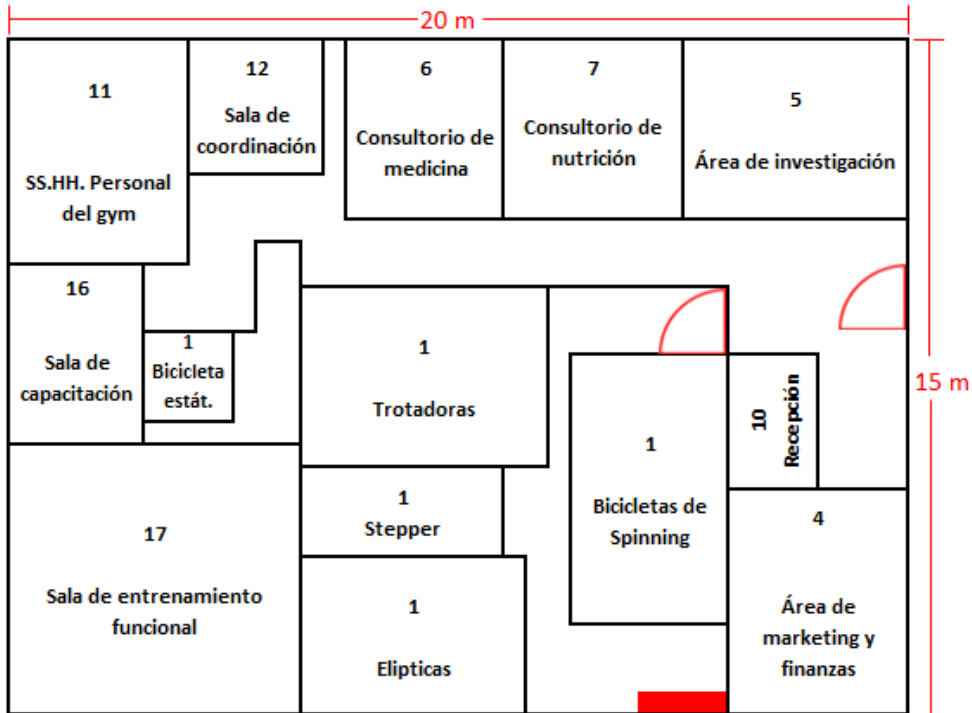 20 m
11
SS.HH. Personal
del gym
12
Sala de
coordinación
6
Consultorio de
medicina
7
Consultorio de
nutrición
5
Área de investigación
16
Sala de
capacitación
1
Bicicleta
estát.
1
Trotadoras
1
Stepper
1
Elipticas
1
Bicicletas de
Spinning
10
Recepción
15 m
17
Sala de entrenamiento
funcional
4
Área de
marketing y
finanzas